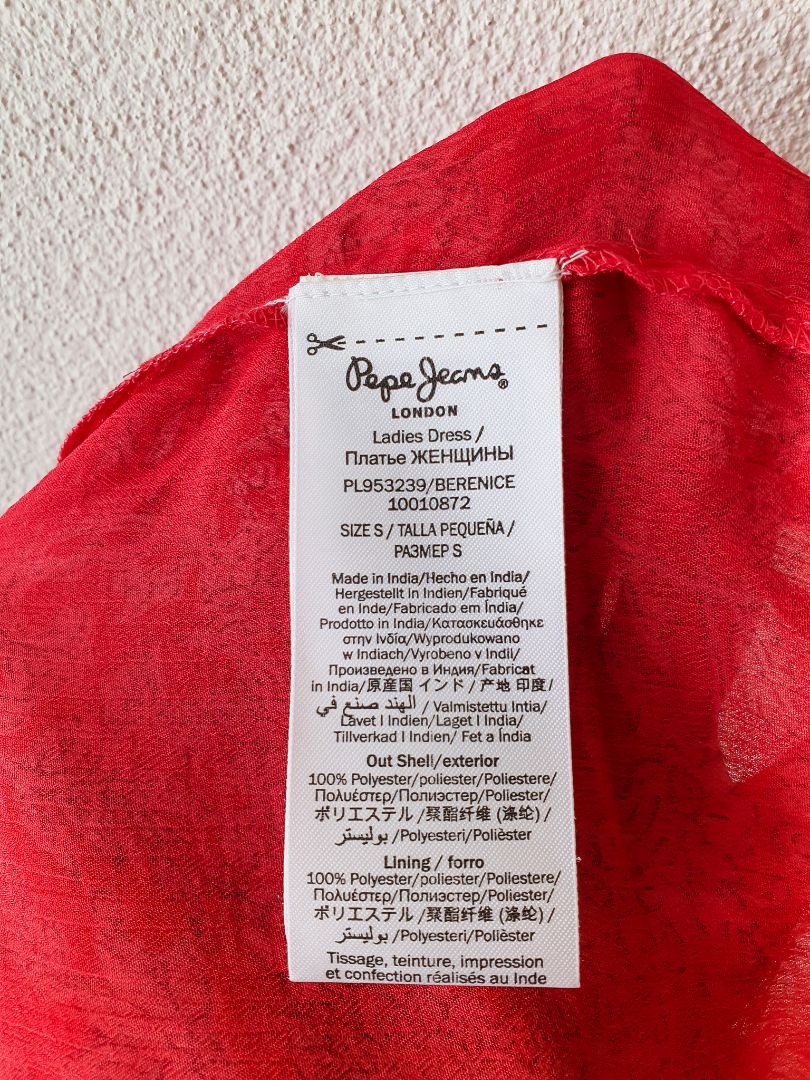 Pepe Jeans®
LONDON
Ladies Dress /
Платье ЖЕНЩИНЫ
PL953239/BERENICE
10010872
SIZE S / TALLA PEQUEÑA /
РАЗМЕР S
Made in India/Hecho en índia/
Hergestellt in Indien/Fabriqué
en Inde/Fabricado em Índia/
Prodotto in India/Κατασκευάσθηκε
στην Ινδία/Wyprodukowano
w Indiach/Vyrobeno v Indii/
Произведено в Индия/Fabricat
in India/原産国 インド / 产地 印度/
الهند صنع في / Valmistettu Intia/
Lavet I Indien/Laget I India/
Tillverkad I Indien/ Fet a Índia
Out Shell/exterior
100% Polyester/poliester/Poliestere/
Πολυέστερ/Полиэстер/Polyester/
ポリエステル /聚酯纤维 (涤纶) /
بوليستر /Polyesteri/Polièster
Lining / forro
100% Polyester/poliester/Poliestere/
Πολυέστερ/Полиэстер/Polyester/
ポリエステル /聚酯纤维 (涤纶) /
بوليستر /Polyesteri/Polièster
Tissage, teinture, impression
et confection réalisés au Inde